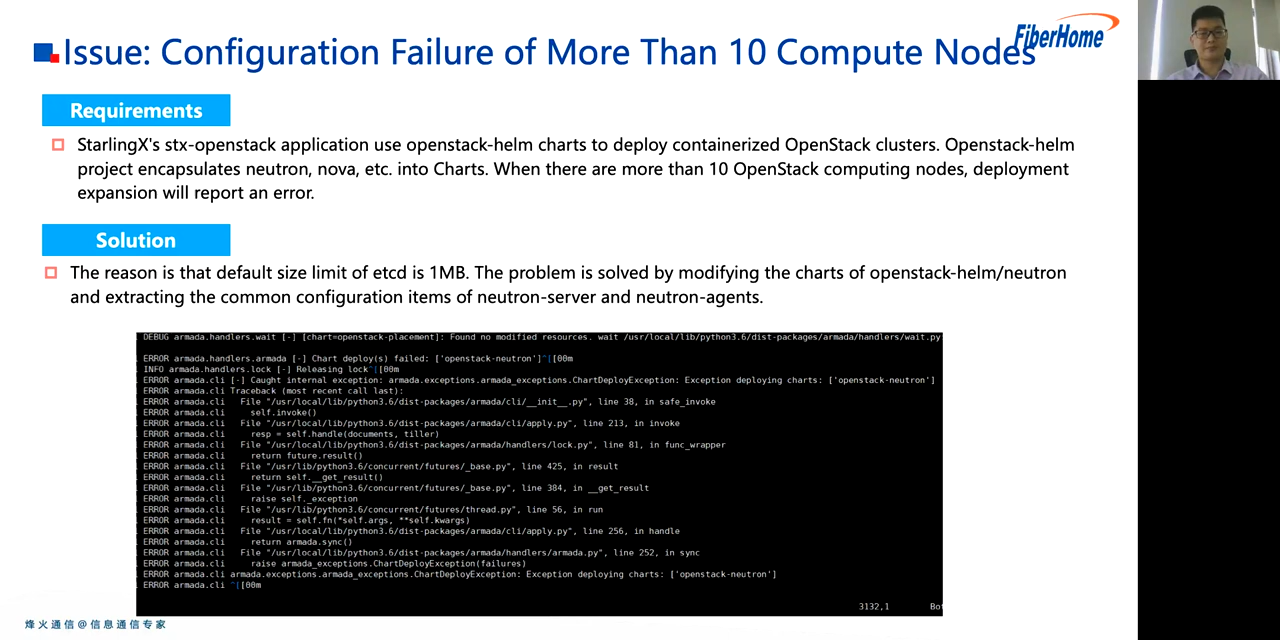 Issue: Configuration Failure of More Than 10 Compute Nodes
FiberHome
Requirements
StarlingX's stx-openstack application use openstack-helm charts to deploy containerized OpenStack clusters. Openstack-helm
project encapsulates neutron, nova, etc. into Charts. When there are more than 10 OpenStack computing nodes, deployment
expansion will report an error.
Solution
The reason is that default size limit of etcd is 1MB. The problem is solved by modifying the charts of openstack-helm/neutron
and extracting the common configuration items of neutron-server and neutron-agents.
DEBUG armada.handlers.wait [-] [chart=openstack-placement]: Found no modified resources. wait /usr/local/lib/python3.6/dist-packages/armada/handlers/wait.py
ERROR armada.handlers.armada [-] Chart deploy(s) failed: ['openstack-neutron']^[[00m
INFO armada.handlers.lock [-] Releasing lock^[[00m
ERROR armada.cli [-] Caught internal exception: armada.exceptions.armada_exceptions.ChartDeployException: Exception deploying charts: ['openstack-neutron']
ERROR armada.cli Traceback (most recent call last):
ERROR armada.cli   File "/usr/local/lib/python3.6/dist-packages/armada/cli/__init__.py", line 38, in safe_invoke
ERROR armada.cli     self.invoke()
ERROR armada.cli   File "/usr/local/lib/python3.6/dist-packages/armada/cli/apply.py", line 213, in invoke
ERROR armada.cli     resp = self.handle(documents, tiller)
ERROR armada.cli   File "/usr/local/lib/python3.6/dist-packages/armada/handlers/lock.py", line 81, in func_wrapper
ERROR armada.cli     return future.result()
ERROR armada.cli   File "/usr/lib/python3.6/concurrent/futures/_base.py", line 425, in result
ERROR armada.cli     return self.__get_result()
ERROR armada.cli   File "/usr/lib/python3.6/concurrent/futures/_base.py", line 384, in __get_result
ERROR armada.cli     raise self._exception
ERROR armada.cli   File "/usr/lib/python3.6/concurrent/futures/thread.py", line 56, in run
ERROR armada.cli     result = self.fn(*self.args, **self.kwargs)
ERROR armada.cli   File "/usr/local/lib/python3.6/dist-packages/armada/cli/apply.py", line 256, in handle
ERROR armada.cli     return armada.sync()
ERROR armada.cli   File "/usr/local/lib/python3.6/dist-packages/armada/handlers/armada.py", line 252, in sync
ERROR armada.cli     raise armada_exceptions.ChartDeployException(failures)
ERROR armada.cli armada.exceptions.armada_exceptions.ChartDeployException: Exception deploying charts: ['openstack-neutron']
ERROR armada.cli ^[[00m
3132,1 Bot
烽火通信@信息通信专家